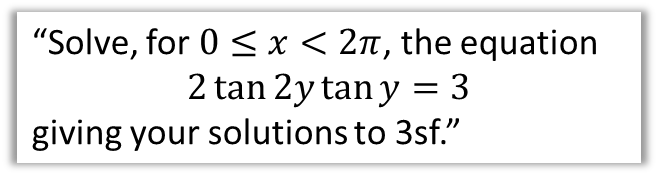 “Solve, for 0 ≤ 𝑥 < 2𝜋, the equation
2 tan 2𝑦 tan 𝑦 = 3
giving your solutions to 3sf.”